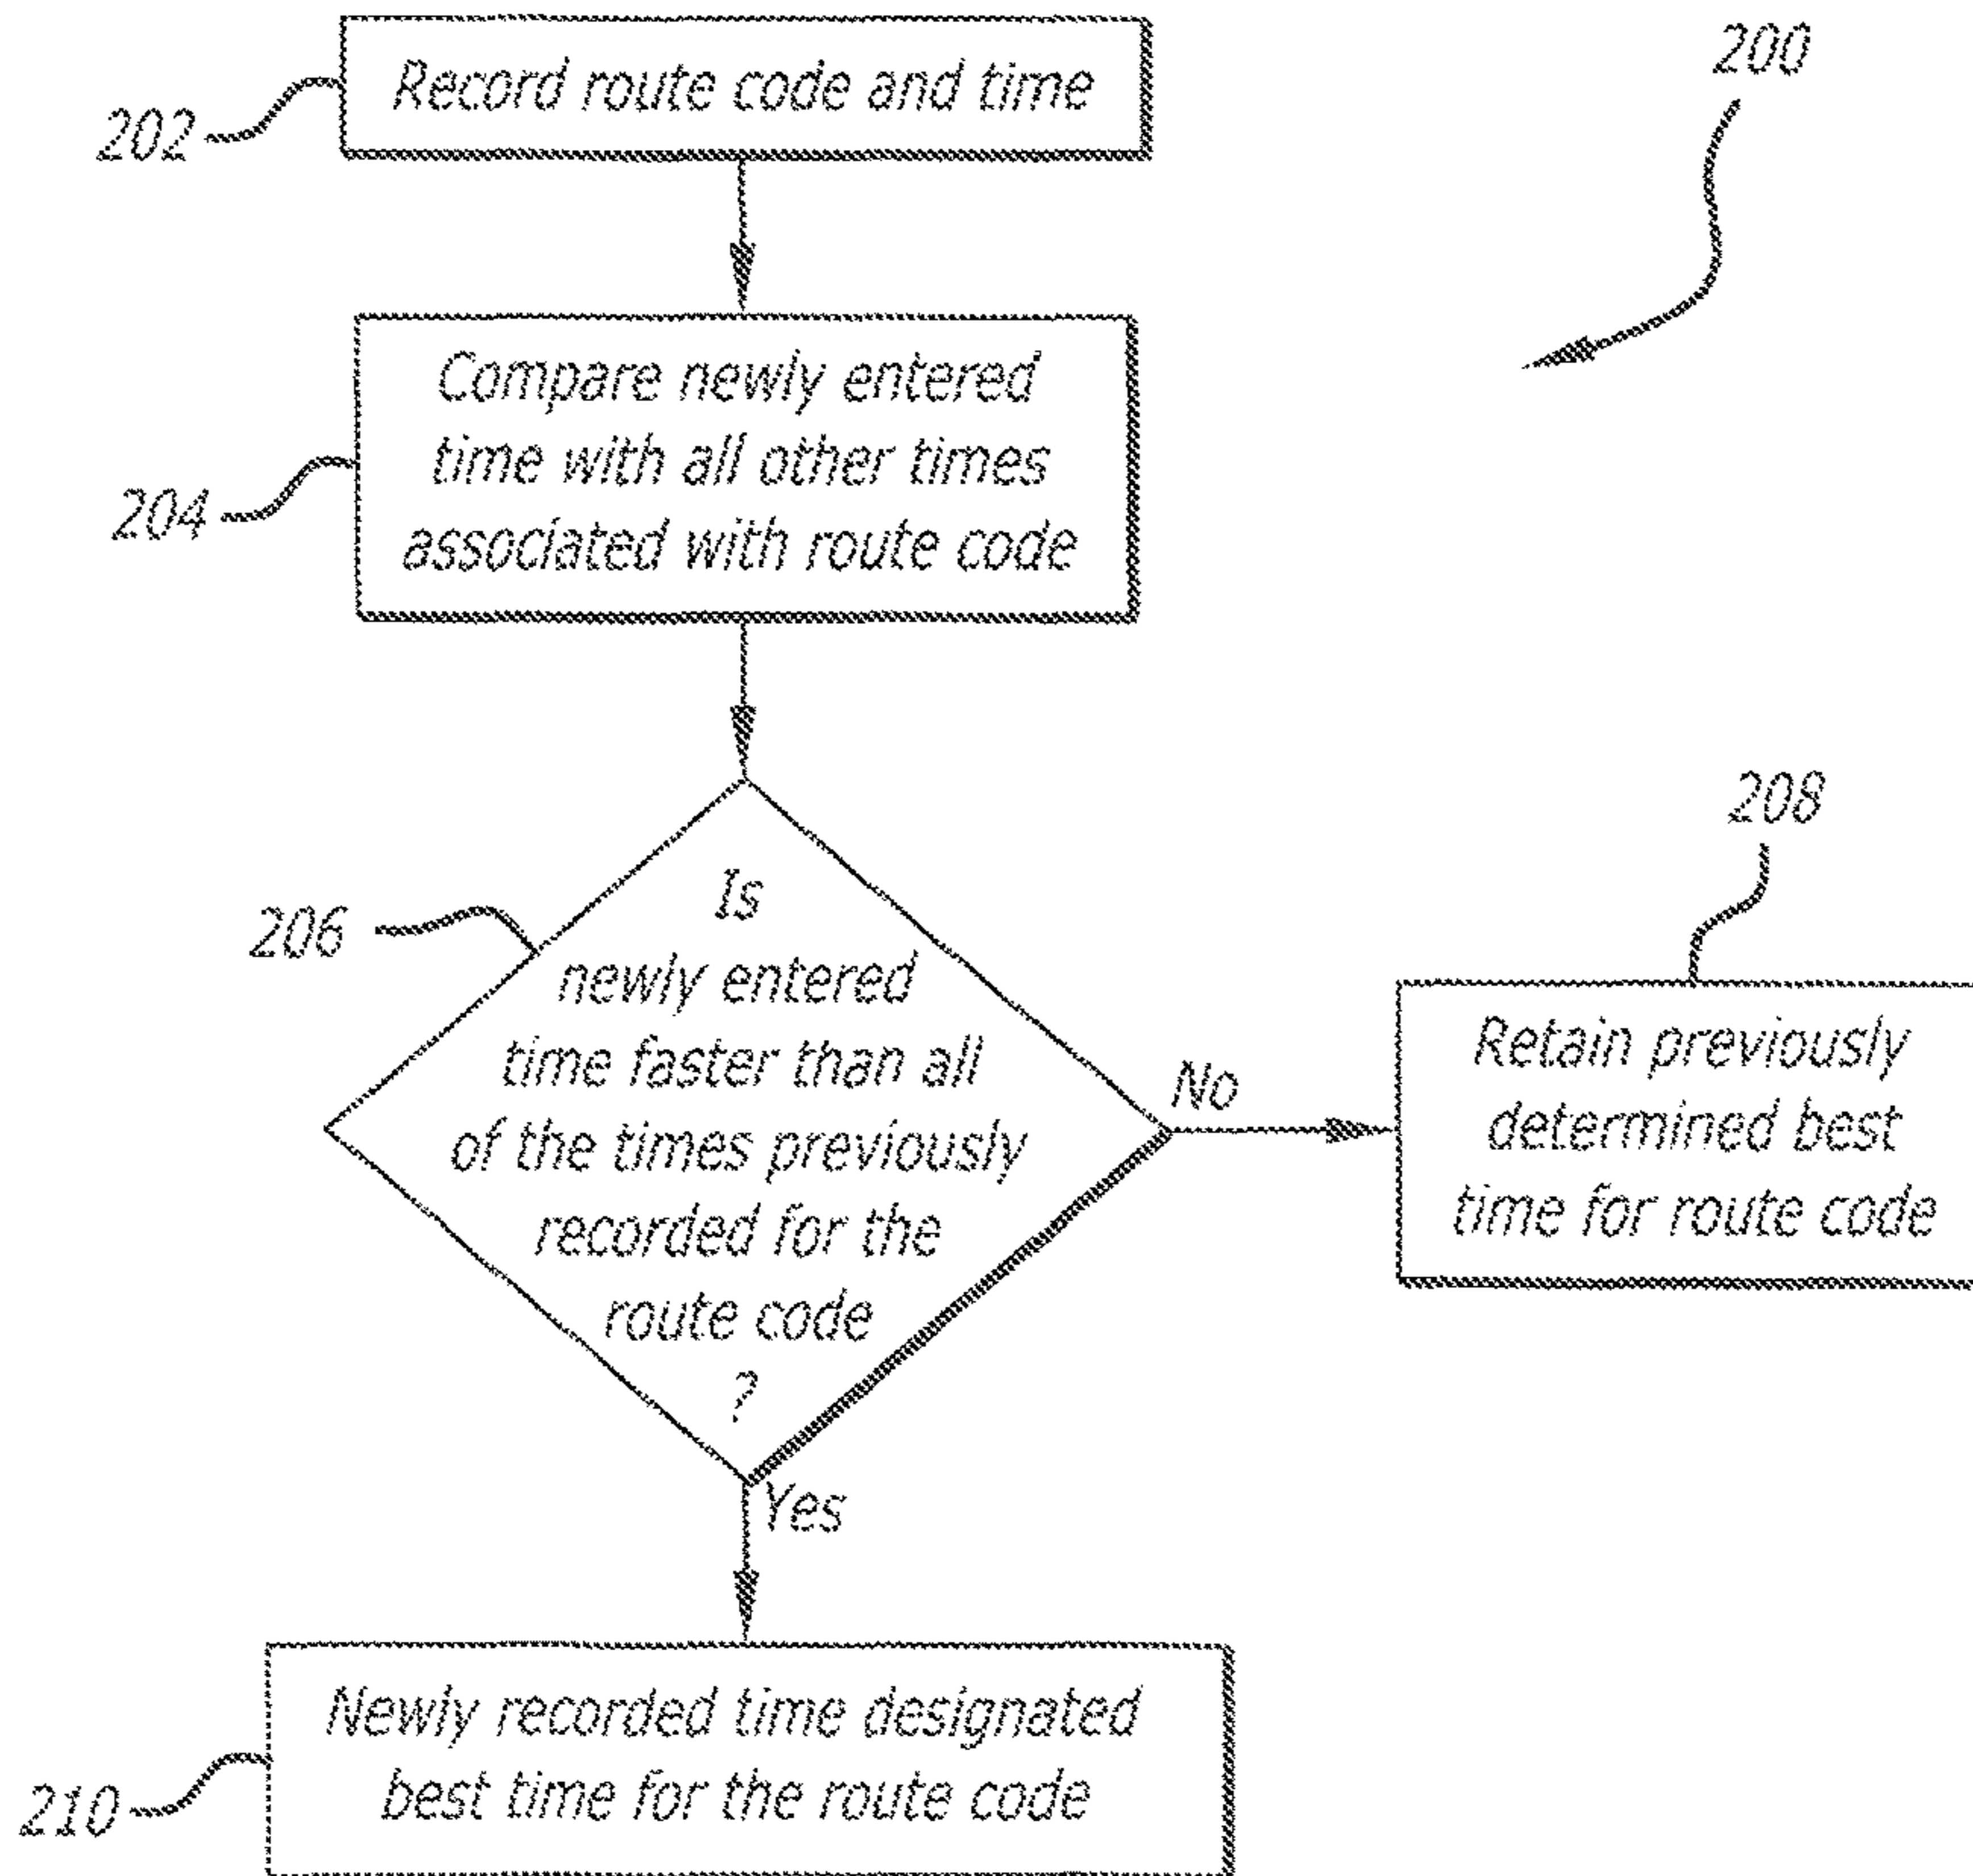 200
202
Record route code and time
204
Compare newly entered
time with all other times
associated with route code
206
Is
newly entered
time faster than all
of the times previously
recorded for the
route code
?
No
208
Retain previously
determined best
time for route code
Yes
210
Newly recorded time designated
best time for the route code